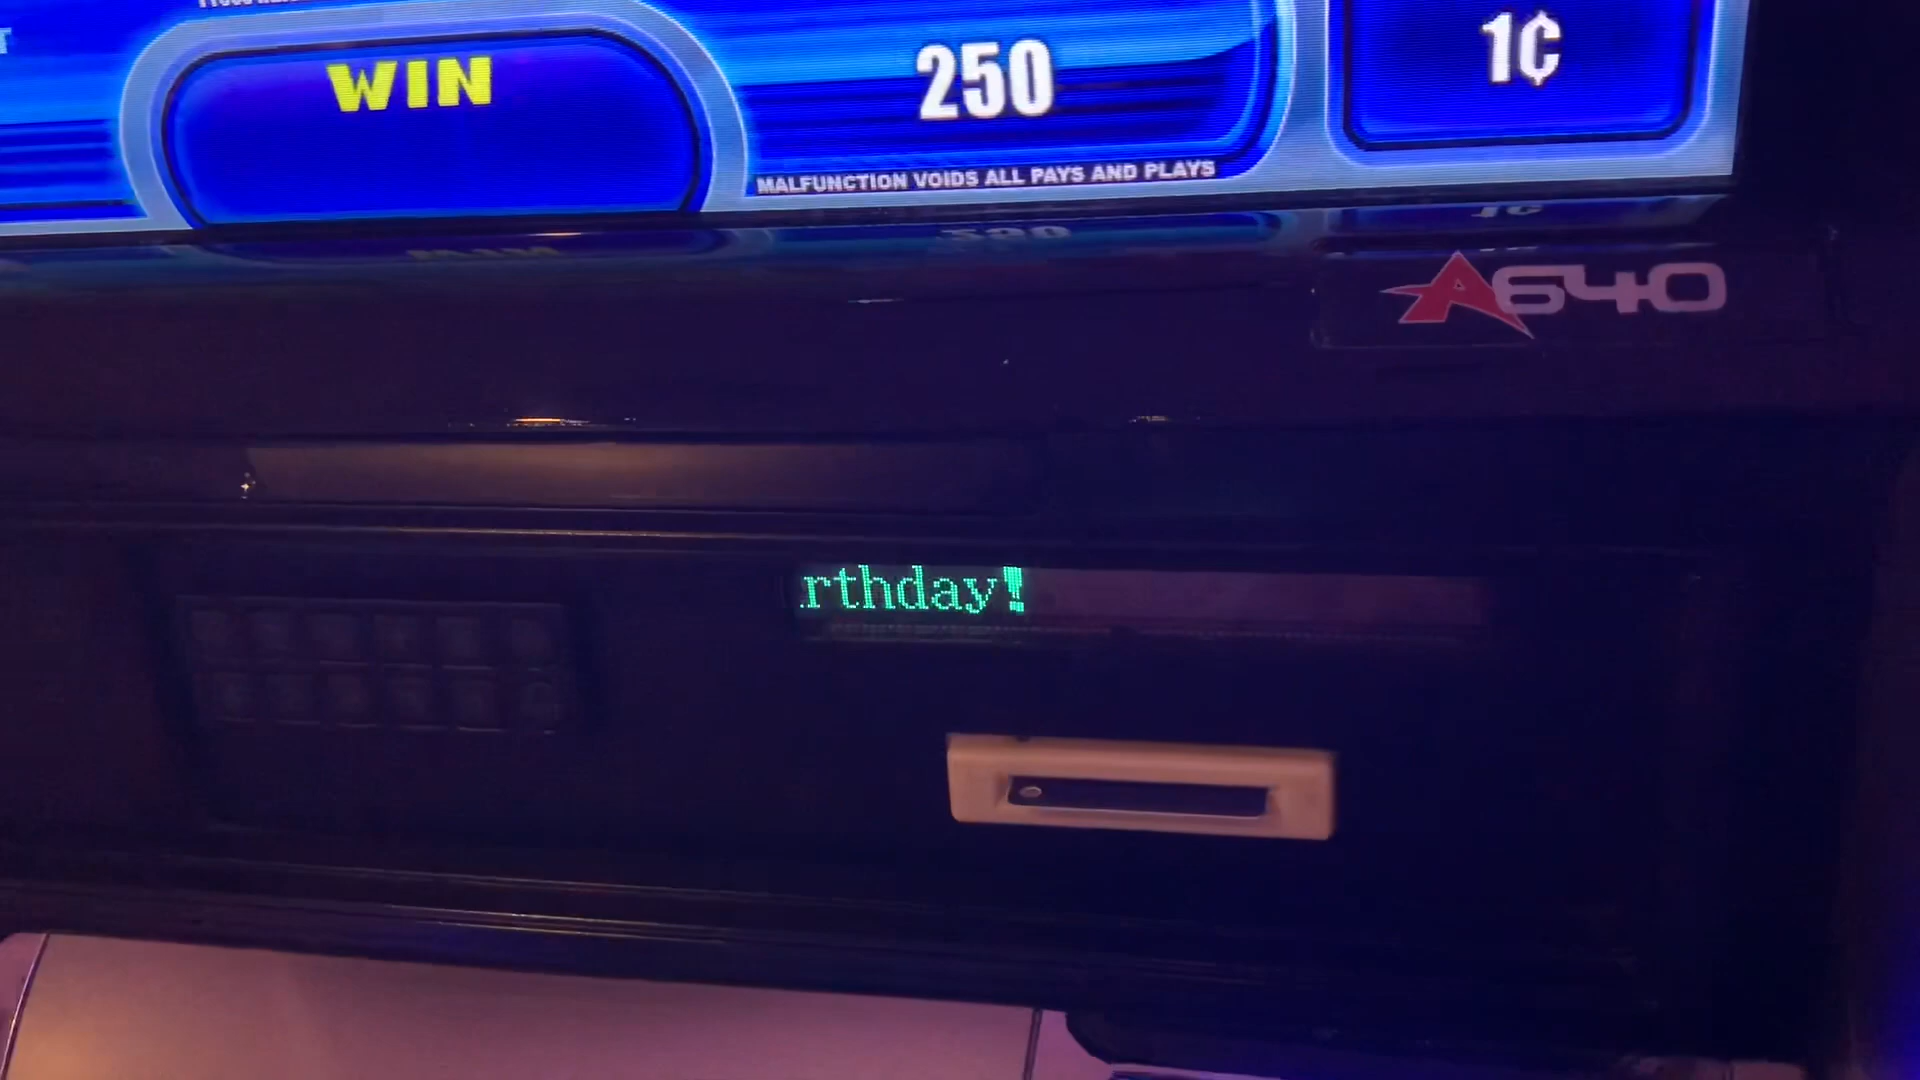 WIN
250
1¢
MALFUNCTION VOIDS ALL PAYS AND PLAYS
A640
rthday!